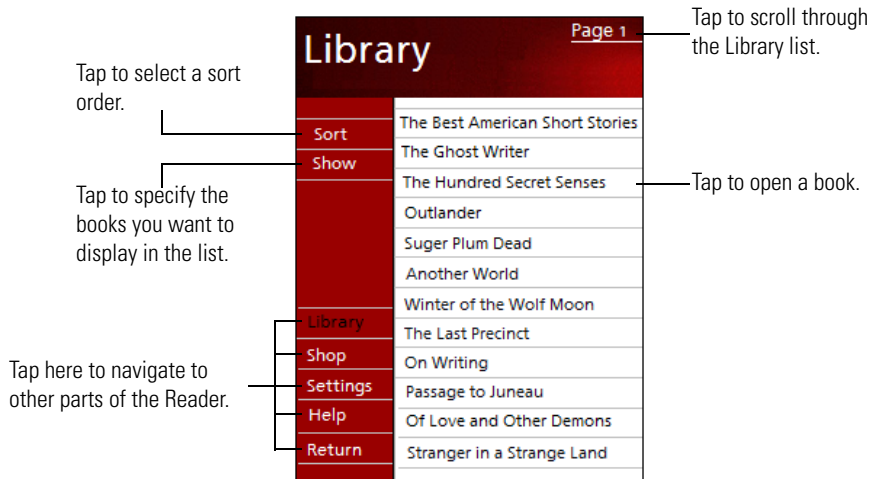 Page 1
Tap to scroll through
the Library list.
Library
Tap to select a sort
order.
Sort
Show
Tap to specify the
books you want to
display in the list.
The Best American Short Stories
The Ghost Writer
The Hundred Secret Senses
Tap to open a book.
Outlander
Suger Plum Dead
Another World
Winter of the Wolf Moon
The Last Precinct
On Writing
Passage to Juneau
Of Love and Other Demons
Stranger in a Strange Land
Tap here to navigate to
other parts of the Reader.
Library
Shop
Settings
Help
Return